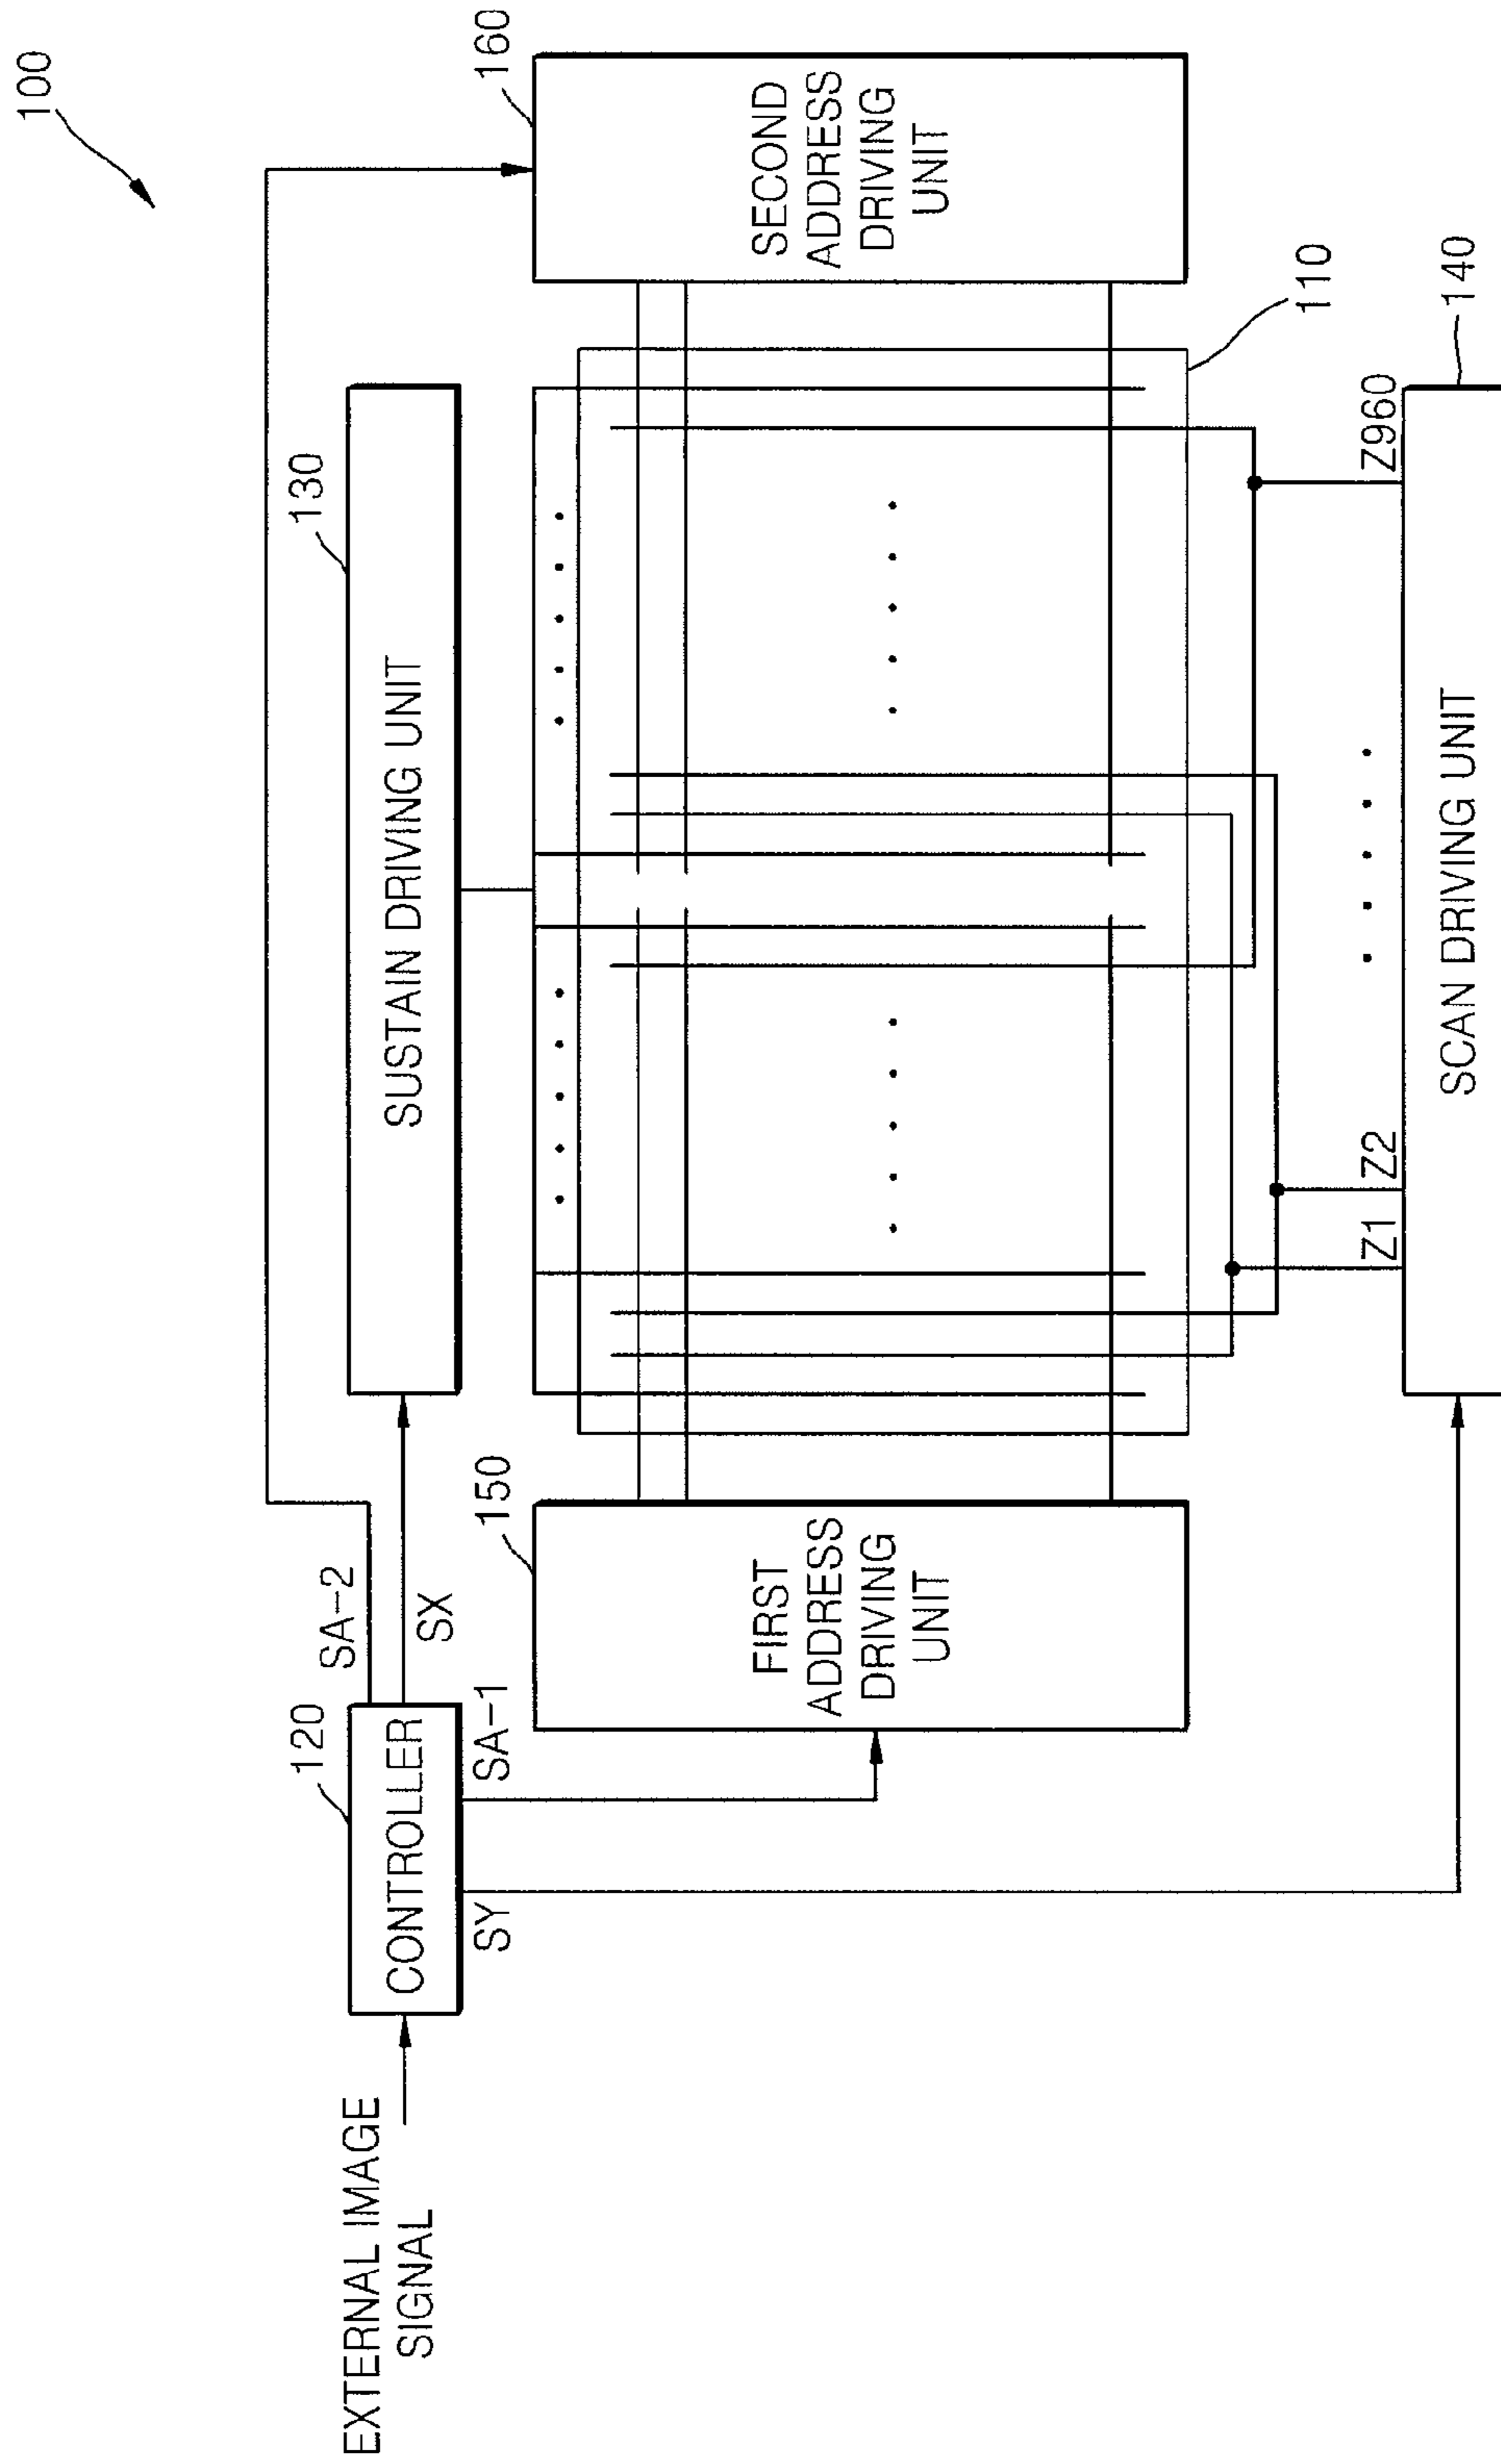 100
EXTERNAL IMAGE
SIGNAL
120
CONTROLLER
SA-2
SX
SA-1
SY
130
SUSTAIN DRIVING UNIT
150
FIRST
ADDRESS
DRIVING
UNIT
160
SECOND
ADDRESS
DRIVING
UNIT
110
Z1
Z2
Z960
140
SCAN DRIVING UNIT